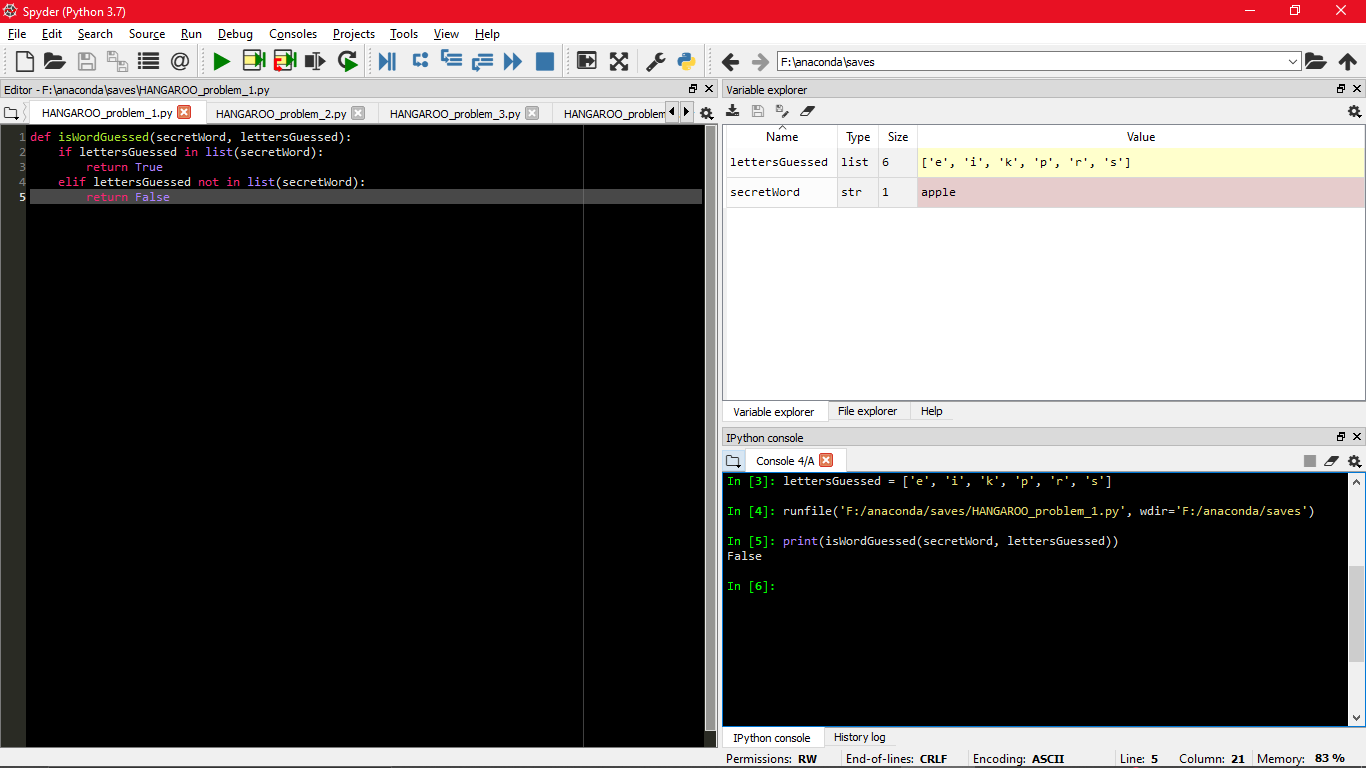 Spyder (Python 3.7)
File Edit Search Source Run Debug Consoles Projects Tools View Help
F:\anaconda\saves
Editor - F:\anaconda\saves\HANGAROO_problem_1.py
HANGAROO_problem_1.py HANGAROO_problem_2.py HANGAROO_problem_3.py HANGAROO_problem
1 def isWordGuessed(secretWord, lettersGuessed):
2     if lettersGuessed in list(secretWord):
3         return True
4     elif lettersGuessed not in list(secretWord):
5         return False
Variable explorer
Name Type Size Value
lettersGuessed list 6 ['e', 'i', 'k', 'p', 'r', 's']
secretWord str 1 apple
Variable explorer File explorer Help
IPython console
Console 4/A
In [3]: lettersGuessed = ['e', 'i', 'k', 'p', 'r', 's']
In [4]: runfile('F:/anaconda/saves/HANGAROO_problem_1.py', wdir='F:/anaconda/saves')
In [5]: print(isWordGuessed(secretWord, lettersGuessed))
False
In [6]:
IPython console History log
Permissions: RW End-of-lines: CRLF Encoding: ASCII Line: 5 Column: 21 Memory: 83 %